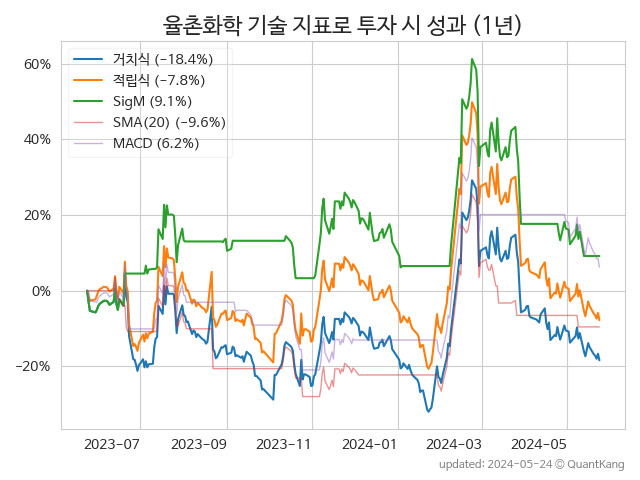 율촌화학 기술 지표로 투자 시 성과 (1년)
거치식 (−18.4%)
적립식 (−7.8%)
SigM (9.1%)
SMA(20) (−9.6%)
MACD (6.2%)
60%
40%
20%
0%
−20%
2023-07
2023-09
2023-11
2024-01
2024-03
2024-05
updated: 2024-05-24 © QuantKang